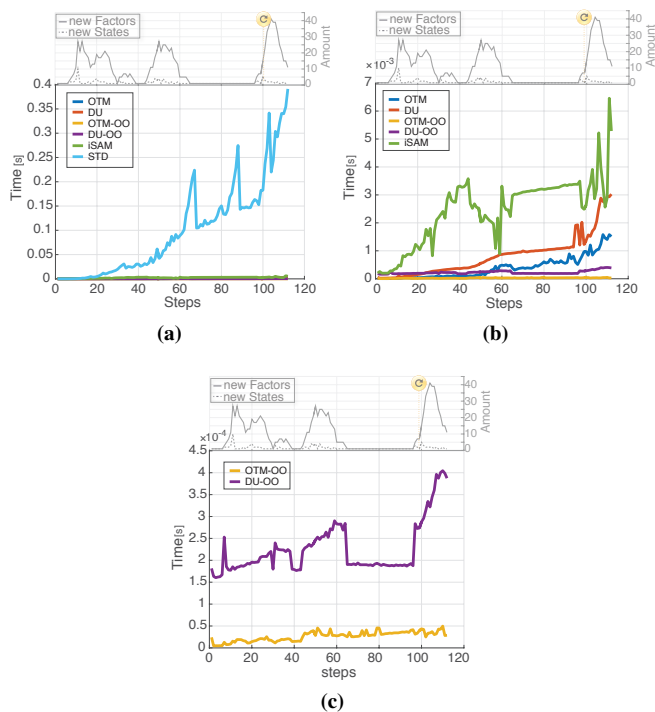 new Factors
new States
40
30
20
10
0
Amount
0.4
0.35
0.3
0.25
0.2
0.15
0.1
0.05
0
Time[s]
OTM
DU
OTM-OO
DU-OO
iSAM
STD
0 20 40 60 80 100 120
Steps
(a)
new Factors
new States
40
30
20
10
0
Amount
×10⁻³
7
6
5
4
3
2
1
0
Time[s]
OTM
DU
OTM-OO
DU-OO
iSAM
0 20 40 60 80 100 120
Steps
(b)
new Factors
new States
40
30
20
10
0
Amount
×10⁻⁴
4.5
4
3.5
3
2.5
2
1.5
1
0.5
0
Time[s]
OTM-OO
DU-OO
0 20 40 60 80 100 120
steps
(c)